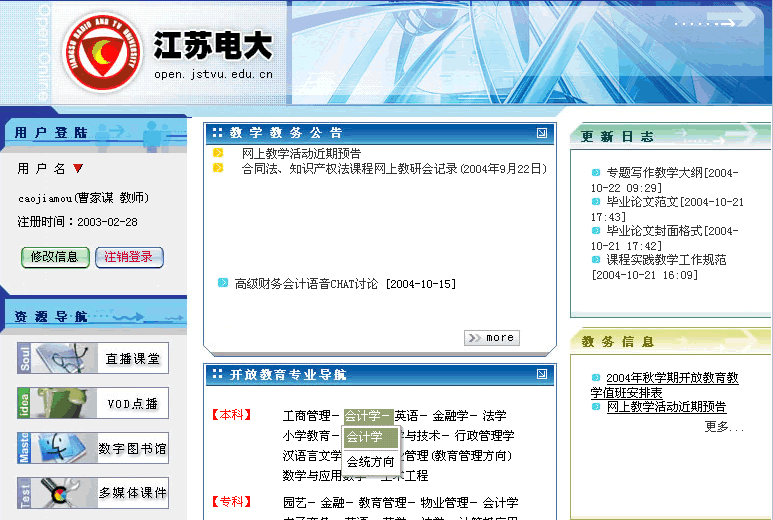 Open Online
JIANGSU RADIO AND TV UNIVERSITY
江苏电大
open.jstvu.edu.cn
用户登陆
用户名
caojiamou(曹家谋 教师)
注册时间：2003-02-28
修改信息 注销登录
资源导航
Soul 直播课堂
Idea VOD点播
Maste 数字图书馆
Test 多媒体课件
教学教务公告
网上教学活动近期预告
合同法、知识产权法课程网上教研会记录(2004年9月22日)
高级财务会计语音CHAT讨论 [2004-10-15]
more
开放教育专业导航
【本科】 工商管理- 会计学- 英语- 金融学- 法学
小学教育- 会计学 与技术- 行政管理学
汉语言文学 会统方向 管理(教育管理方向)
数学与应用数学- 土木工程
【专科】 园艺- 金融- 教育管理- 物业管理- 会计学
更新日志
专题写作教学大纲[2004-
10-22 09:29]
毕业论文范文[2004-10-21
17:43]
毕业论文封面格式[2004-
10-21 17:42]
课程实践教学工作规范
[2004-10-21 16:09]
教务信息
2004年秋学期开放教育教
学值班安排表
网上教学活动近期预告
更多...